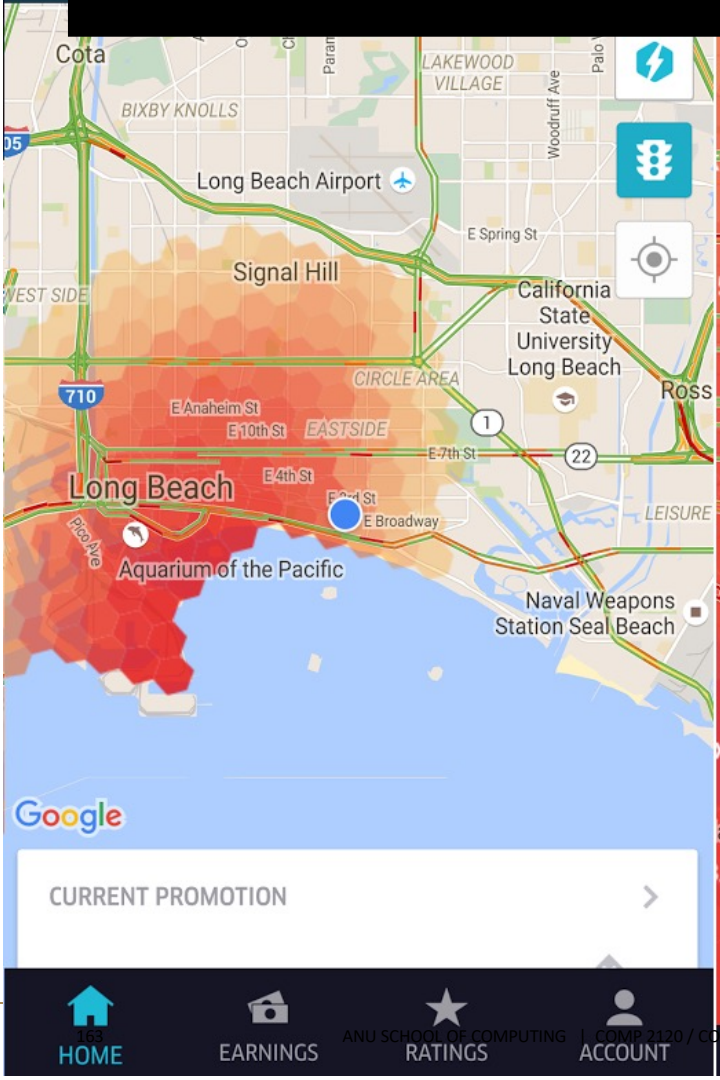 Cota
Param
LAKEWOOD
VILLAGE
Woodruff Ave
Palo V
BIXBY KNOLLS
05
Long Beach Airport
E Spring St
Signal Hill
WEST SIDE
California
State
University
Long Beach
CIRCLE AREA
710
Ross
E Anaheim St
1
E 10th St
EASTSIDE
E 7th St
22
E 4th St
Long Beach
E 3rd St
E Broadway
LEISURE
Pico Ave
Aquarium of the Pacific
Naval Weapons
Station Seal Beach
Google
CURRENT PROMOTION
163
ANU SCHOOL OF COMPUTING | COMP 2120 / CO
HOME
EARNINGS
RATINGS
ACCOUNT